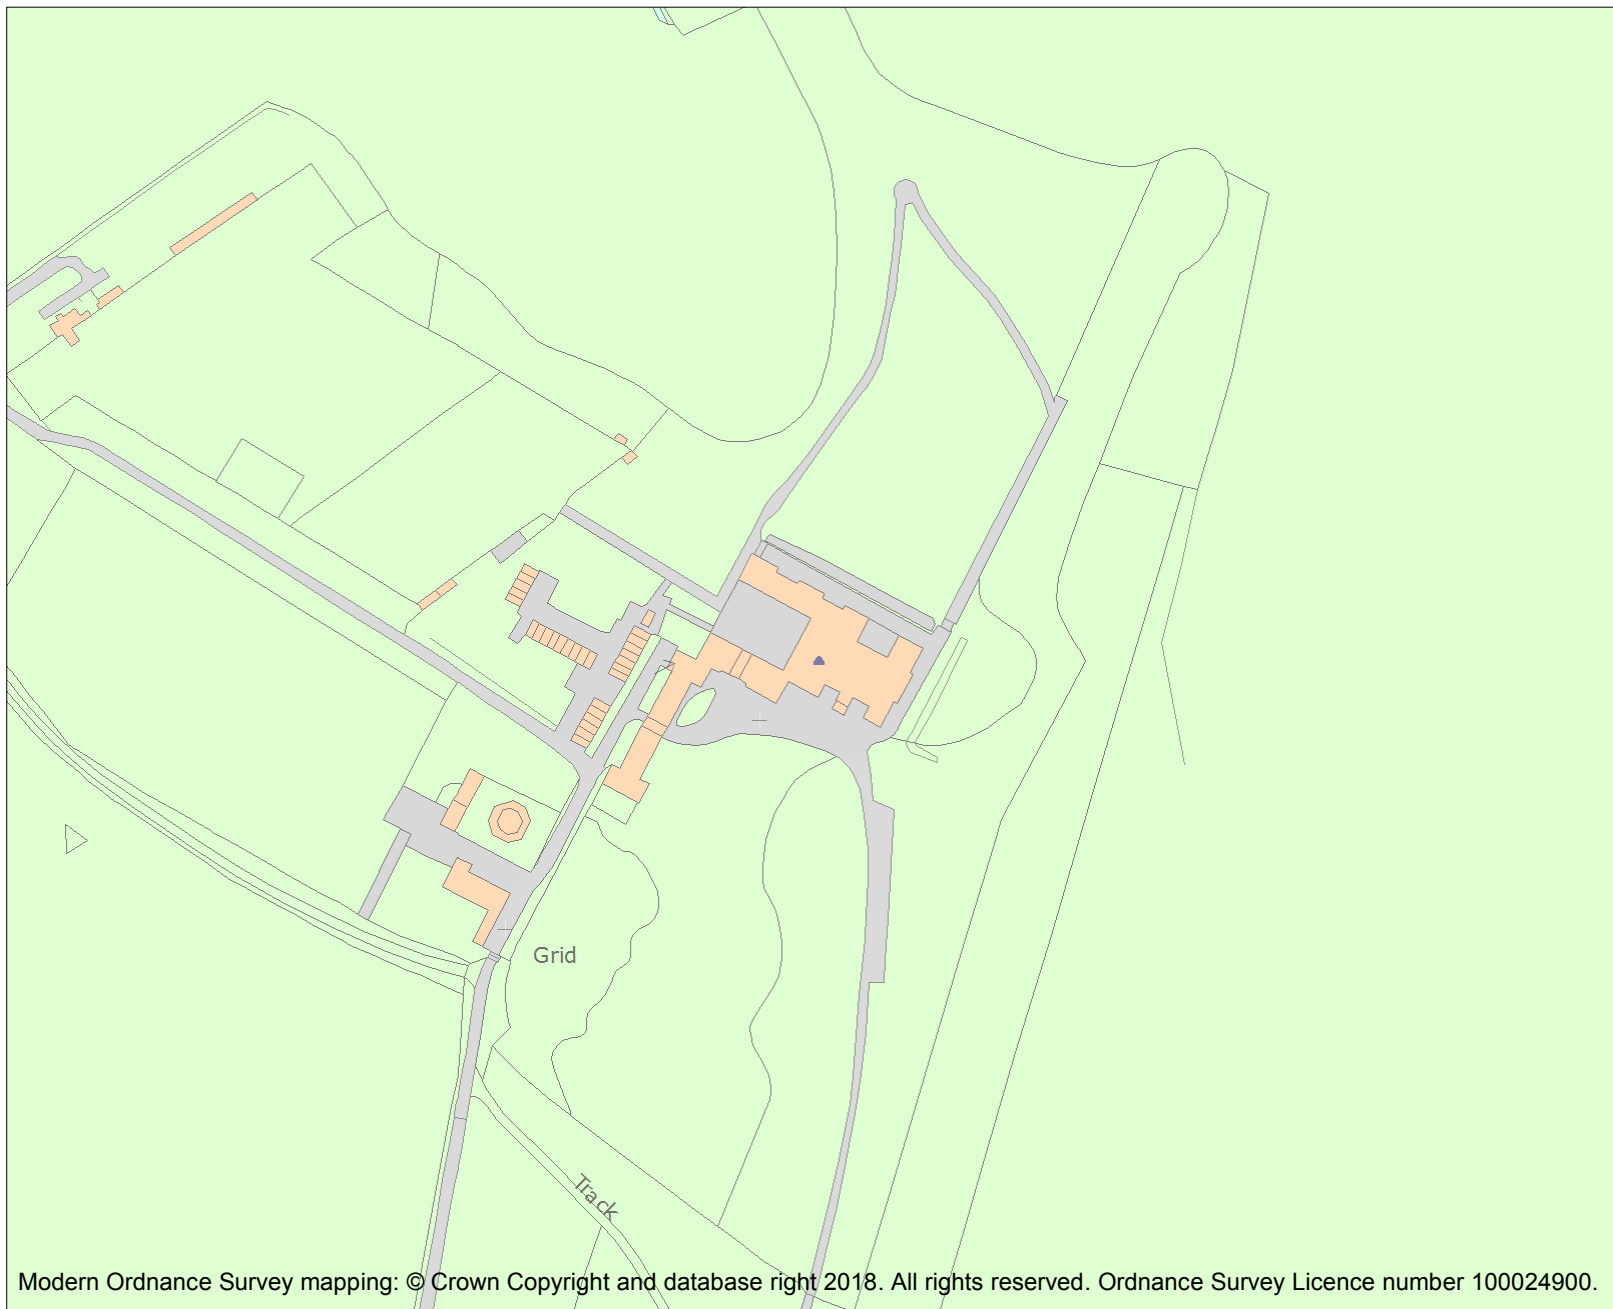 Grid
Track
Modern Ordnance Survey mapping: © Crown Copyright and database right 2018. All rights reserved. Ordnance Survey Licence number 100024900.